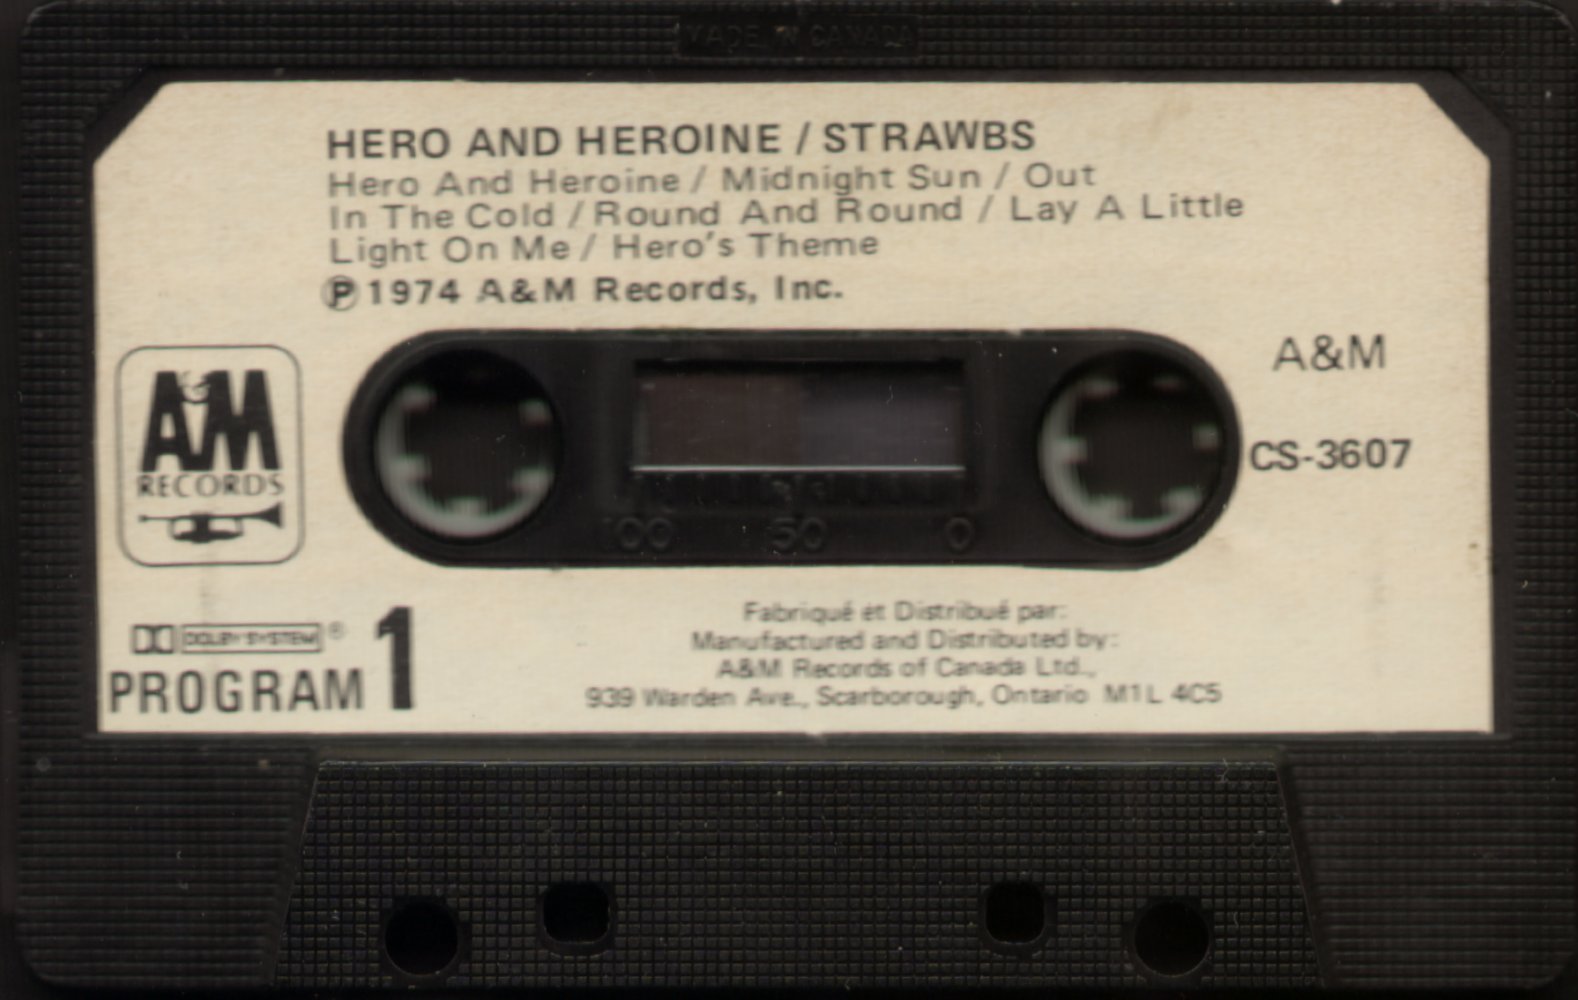 MADE IN CANADA
HERO AND HEROINE / STRAWBS
Hero And Heroine / Midnight Sun / Out
In The Cold / Round And Round / Lay A Little
Light On Me / Hero's Theme
Ⓟ 1974 A&M Records, Inc.
A&M
RECORDS
A&M
CS-3607
100 50 0
DOLBY SYSTEM ®
PROGRAM 1
Fabriqué et Distribué par:
Manufactured and Distributed by:
A&M Records of Canada Ltd.,
939 Warden Ave., Scarborough, Ontario M1L 4C5